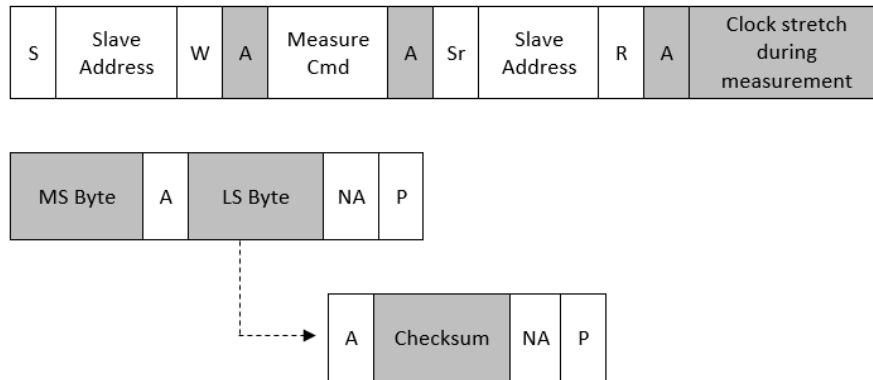 S Slave Address W A Measure Cmd A Sr Slave Address R A Clock stretch during measurement
MS Byte A LS Byte NA P
A Checksum NA P